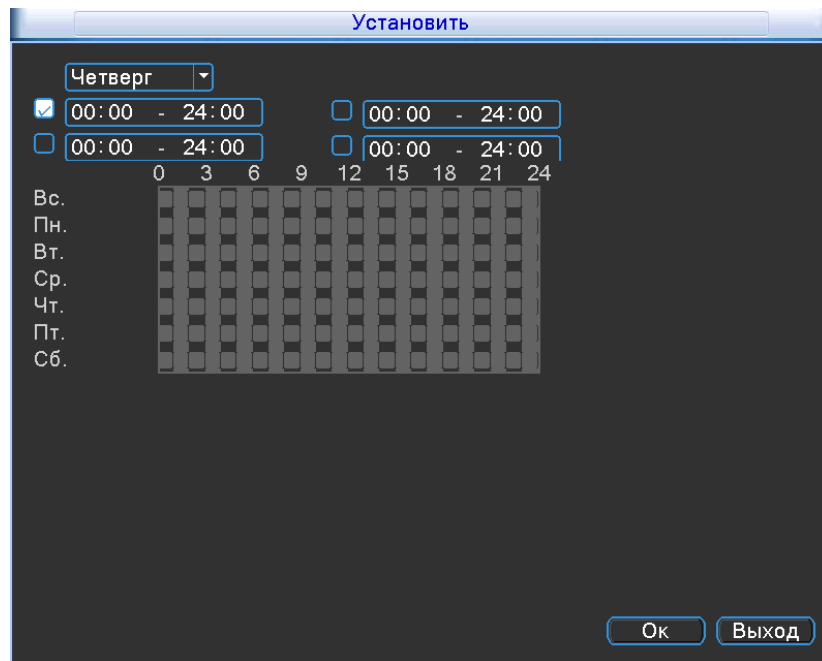 Установить
Четверг
00:00 - 24:00 00:00 - 24:00
00:00 - 24:00 00:00 - 24:00
0 3 6 9 12 15 18 21 24
Вс.
Пн.
Вт.
Ср.
Чт.
Пт.
Сб.
Ок Выход